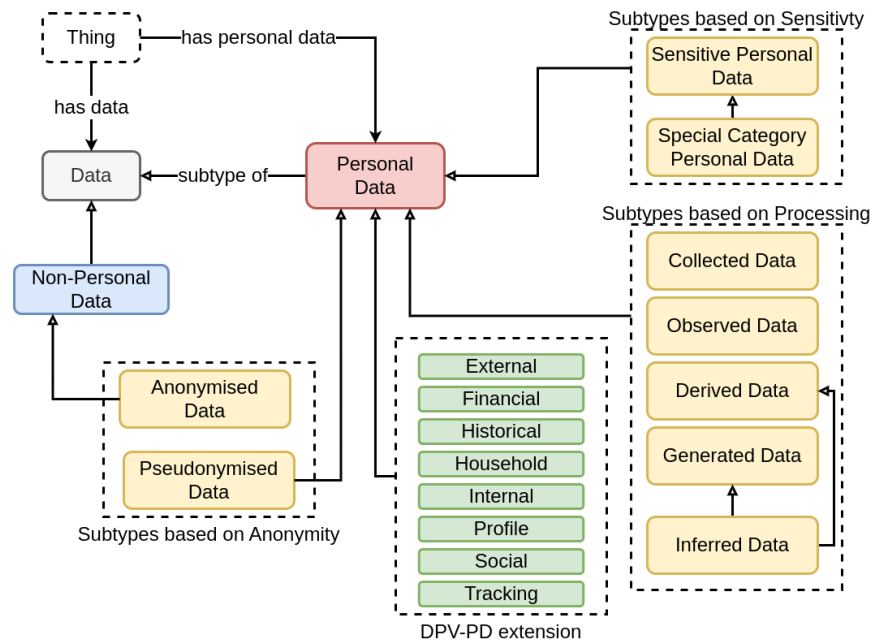 Thing
has personal data
has data
Data
subtype of
Personal
Data
Non-Personal
Data
Anonymised
Data
Pseudonymised
Data
Subtypes based on Anonymity
External
Financial
Historical
Household
Internal
Profile
Social
Tracking
DPV-PD extension
Subtypes based on Sensitivty
Sensitive Personal
Data
Special Category
Personal Data
Subtypes based on Processing
Collected Data
Observed Data
Derived Data
Generated Data
Inferred Data